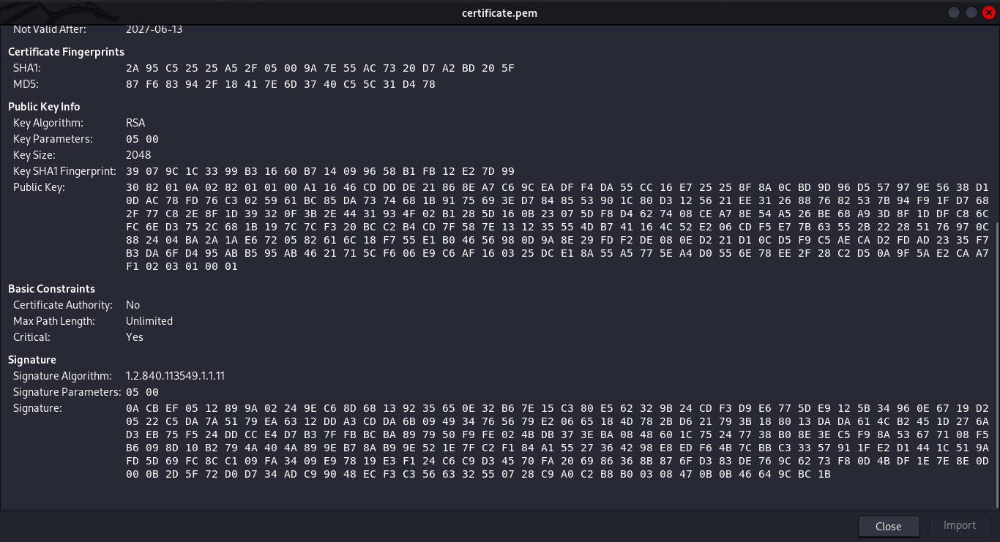 certificate.pem
Not Valid After: 2027-06-13
Certificate Fingerprints
SHA1: 2A 95 C5 25 25 A5 2F 05 00 9A 7E 55 AC 73 20 D7 A2 BD 20 5F
MD5: 87 F6 83 94 2F 18 41 7E 6D 37 40 C5 5C 31 D4 78
Public Key Info
Key Algorithm: RSA
Key Parameters: 05 00
Key Size: 2048
Key SHA1 Fingerprint: 39 07 9C 1C 33 99 B3 16 60 B7 14 09 96 58 B1 FB 12 E2 7D 99
Public Key: 30 82 01 0A 02 82 01 01 00 A1 16 46 CD DD DE 21 86 8E A7 C6 9C EA DF F4 DA 55 CC 16 E7 25 25 8F 8A 0C BD 9D 96 D5 57 97 9E 56 38 D1
0D AC 78 FD 76 C3 02 59 61 BC 85 DA 73 74 68 1B 91 75 69 3E D7 84 85 53 90 1C 80 D3 12 56 21 EE 31 26 88 76 82 53 7B 94 F9 1F D7 68
2F 77 C8 2E 8F 1D 39 32 0F 3B 2E 44 31 93 4F 02 B1 28 5D 16 0B 23 07 5D F8 D4 62 74 08 CE A7 8E 54 A5 26 BE 68 A9 3D 8F 1D DF C8 6C
FC 6E D3 75 2C 68 1B 19 7C 7C F3 20 BC C2 B4 CD 7F 58 7E 13 12 35 55 4D B7 41 16 4C 52 E2 06 CD F5 E7 7B 63 55 2B 22 28 51 76 97 0C
88 24 04 BA 2A 1A E6 72 05 82 61 6C 18 F7 55 E1 B0 46 56 98 0D 9A 8E 29 FD F2 DE 08 0E D2 21 D1 0C D5 F9 C5 AE CA D2 FD AD 23 35 F7
B3 DA 6F D4 95 AB B5 95 AB 46 21 71 5C F6 06 E9 C6 AF 16 03 25 DC E1 8A 55 A5 77 5E A4 D0 55 6E 78 EE 2F 28 C2 D5 0A 9F 5A E2 CA A7
F1 02 03 01 00 01
Basic Constraints
Certificate Authority: No
Max Path Length: Unlimited
Critical: Yes
Signature
Signature Algorithm: 1.2.840.113549.1.1.11
Signature Parameters: 05 00
Signature: 0A CB EF 05 12 89 9A 02 24 9E C6 8D 68 13 92 35 65 0E 32 B6 7E 15 C3 80 E5 62 32 9B 24 CD F3 D9 E6 77 5D E9 12 5B 34 96 0E 67 19 D2
05 22 C5 DA 7A 51 79 EA 63 12 DD A3 CD DA 6B 09 49 34 76 56 79 E2 06 65 18 4D 78 2B D6 21 79 3B 18 80 13 DA DA 61 4C B2 45 1D 27 6A
D3 EB 75 F5 24 DD CC E4 D7 B3 7F FB BC BA 89 79 50 F9 FE 02 4B DB 37 3E BA 08 48 60 1C 75 24 77 38 B0 8E 3E C5 F9 8A 53 67 71 08 F5
B6 09 8D 10 B2 79 4A 40 4A 89 9E B7 8A B9 9E 52 1E 7F C2 F1 84 A1 55 27 36 42 98 E8 ED F6 4B 7C BB C3 33 57 91 1F E2 D1 44 1C 51 9A
FD 5D 69 FC 8C C1 09 FA 34 09 E9 78 19 E3 F1 24 C6 C9 D3 45 70 FA 20 69 86 36 8B 87 6F D3 83 DE 76 9C 62 73 F8 0D 4B DF 1E 7E 8E 0D
00 0B 2D 5F 72 D0 D7 34 AD C9 90 48 EC F3 C3 56 63 32 55 07 28 C9 A0 C2 B8 B0 03 08 47 0B 0B 46 64 9C BC 1B
Close Import